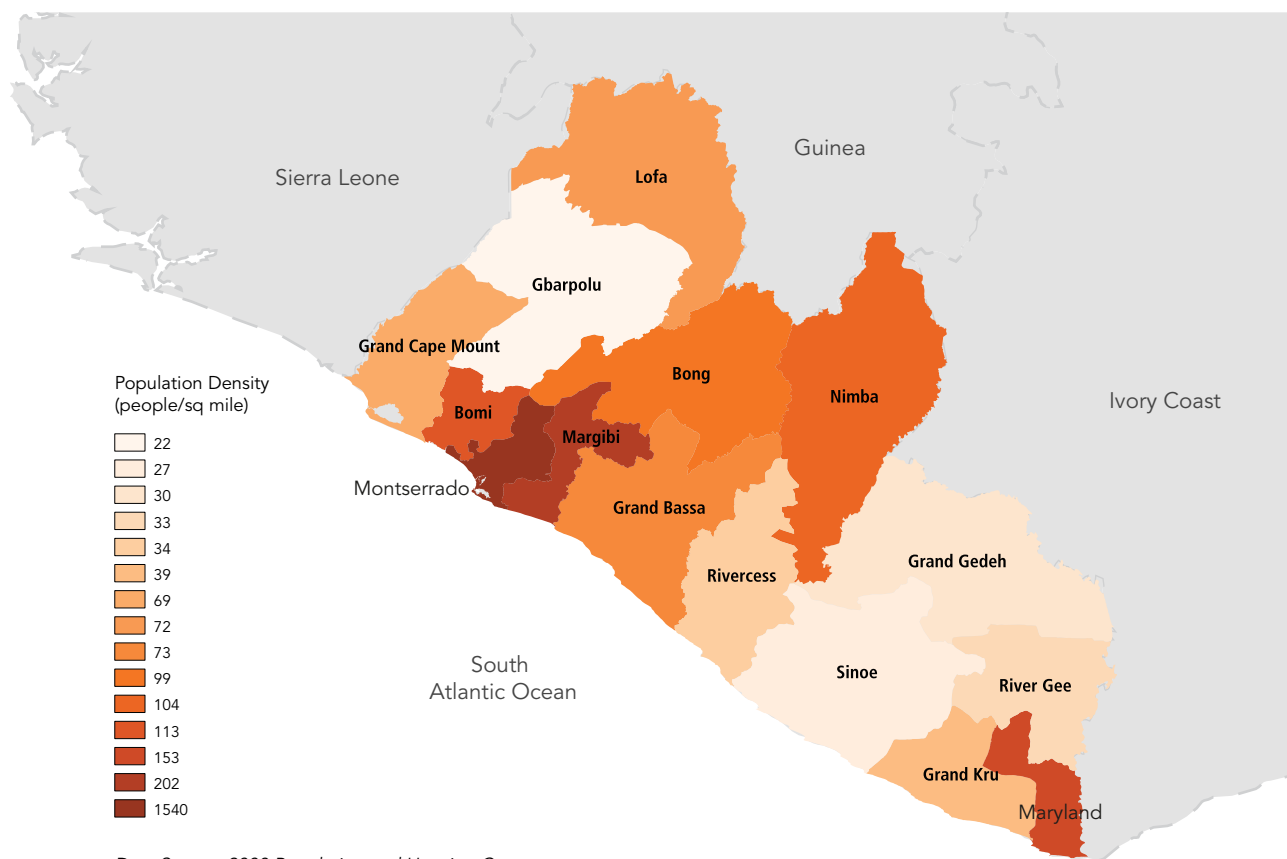 Guinea
Sierra Leone
Lofa
Gbarpolu
Grand Cape Mount
Bong
Nimba
Ivory Coast
Bomi
Margibi
Montserrado
Grand Bassa
Grand Gedeh
Rivercess
Sinoe
River Gee
Grand Kru
Maryland
South
Atlantic Ocean
Population Density
(people/sq mile)
22
27
30
33
34
39
69
72
73
99
104
113
153
202
1540